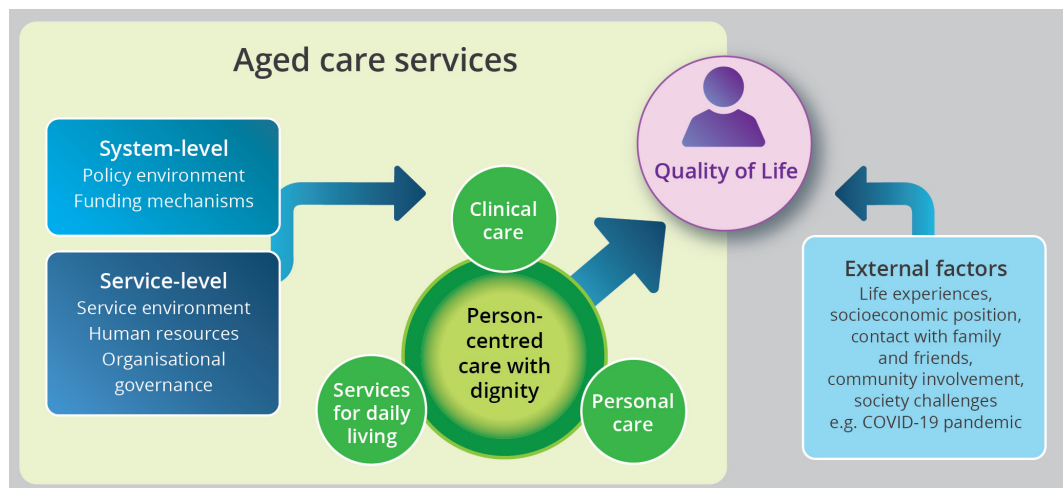 Aged care services
System-level
Policy environment
Funding mechanisms
Service-level
Service environment
Human resources
Organisational
governance
Clinical
care
Person-
centred
care with
dignity
Services
for daily
living
Personal
care
Quality of Life
External factors
Life experiences,
socioeconomic position,
contact with family
and friends,
community involvement,
society challenges
e.g. COVID-19 pandemic